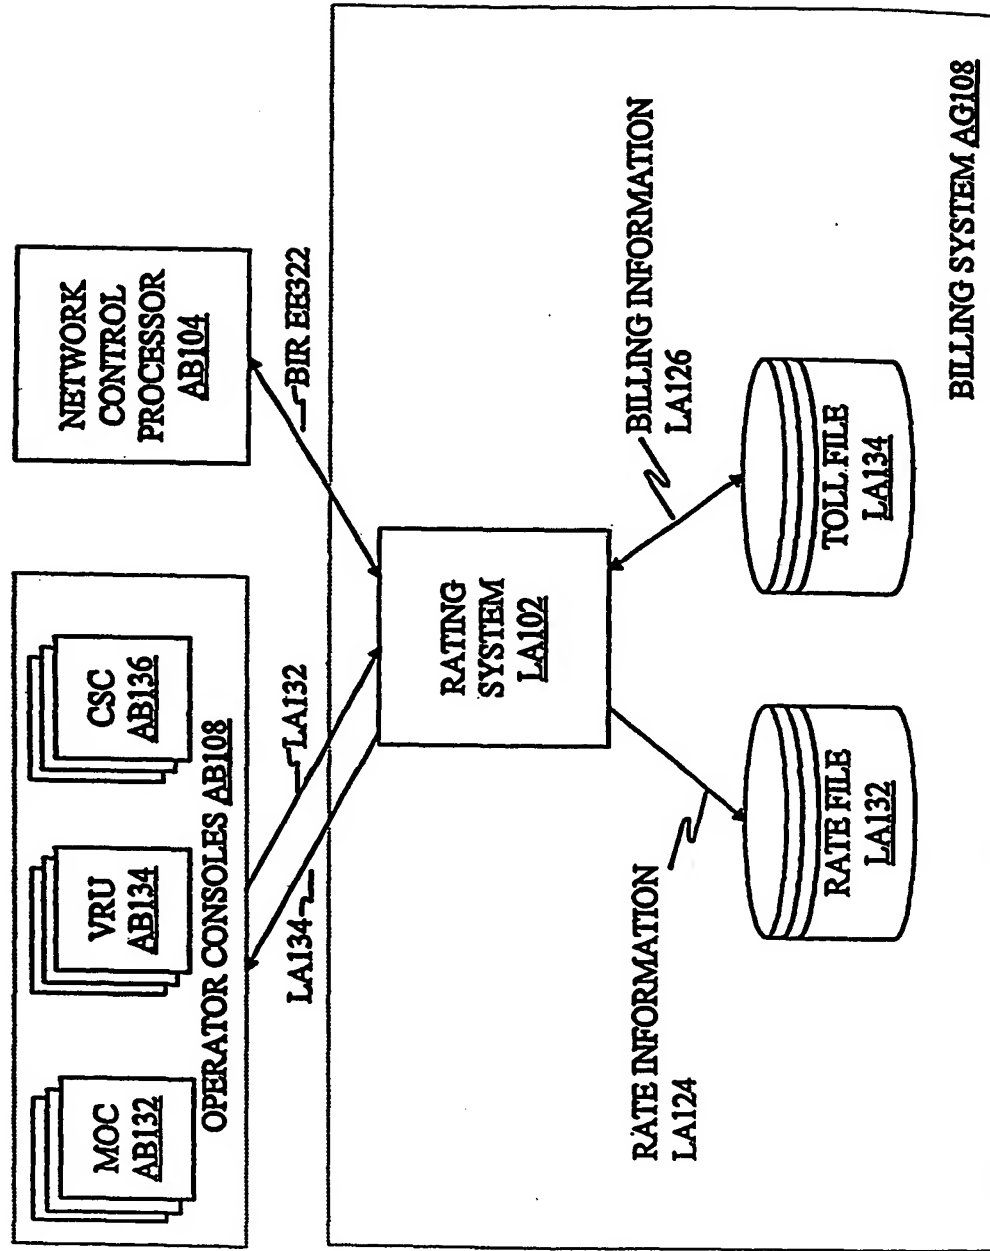 MOC
AB132
VRU
AB134
CSC
AB136
OPERATOR CONSOLES AB108
NETWORK
CONTROL
PROCESSOR
AB104
LA134
LA132
BIR EE322
RATING
SYSTEM
LA102
RATE INFORMATION
LA124
BILLING INFORMATION
LA126
RATE FILE
LA132
TOLL FILE
LA134
BILLING SYSTEM AG108